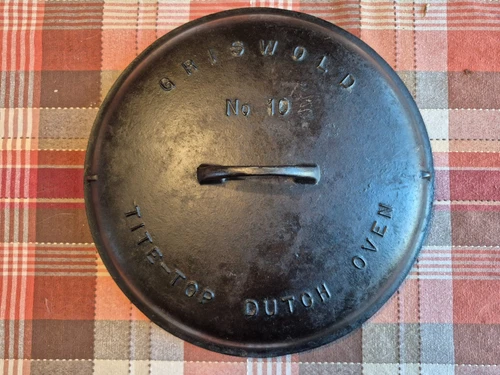 GRISWOLD
No 10
TITE-TOP DUTCH OVEN